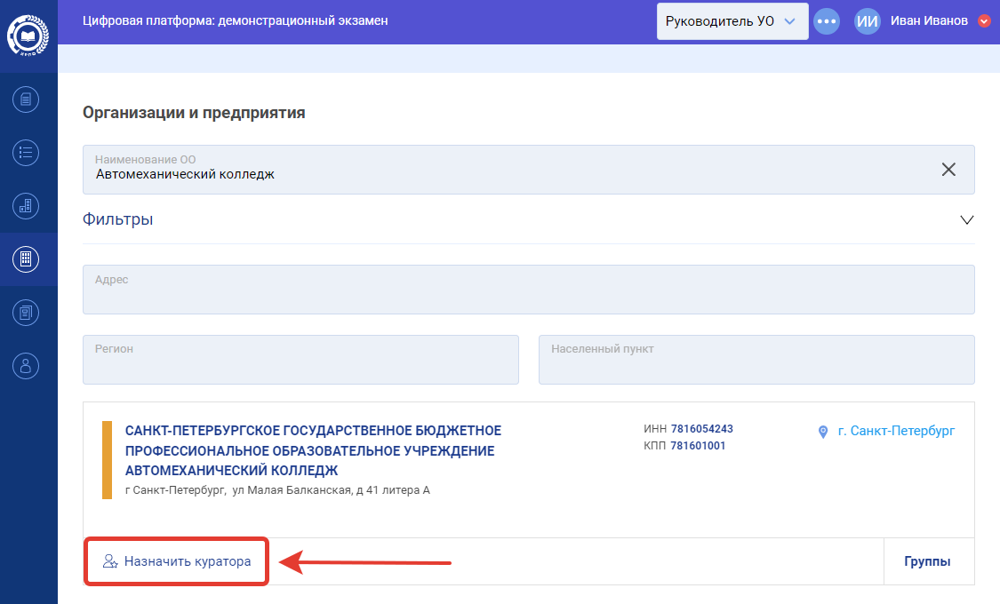 Цифровая платформа: демонстрационный экзамен
Руководитель УО
ИИ
Иван Иванов
Организации и предприятия
Наименование ОО
Автомеханический колледж
Фильтры
Адрес
Регион
Населенный пункт
САНКТ-ПЕТЕРБУРГСКОЕ ГОСУДАРСТВЕННОЕ БЮДЖЕТНОЕ
ПРОФЕССИОНАЛЬНОЕ ОБРАЗОВАТЕЛЬНОЕ УЧРЕЖДЕНИЕ
АВТОМЕХАНИЧЕСКИЙ КОЛЛЕДЖ
г Санкт-Петербург, ул Малая Балканская, д 41 литера А
ИНН 7816054243
КПП 781601001
г. Санкт-Петербург
Назначить куратора
Группы